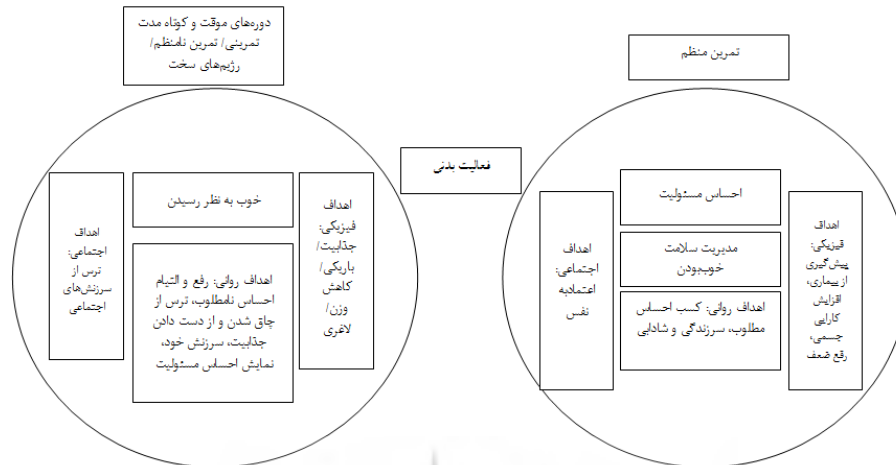 دوره‌های موقت و کوتاه مدت
تمرینی/ تمرین نامنظم/
رژیم‌های سخت
تمرین منظم
فعالیت بدنی
احساس مسئولیت
مدیریت سلامت
خوب‌بودن
اهداف روانی: کسب احساس
مطلوب، سرزندگی و شادابی
اهداف
فیزیکی:
پیش‌گیری
از بیماری،
افزایش
کارایی
جسمی،
رفع ضعف
اهداف
اجتماعی:
اعتمادبه
نفس
خوب به نظر رسیدن
اهداف روانی: رفع و التیام
احساس نامطلوب، ترس از
چاق شدن و از دست دادن
جذابیت، سرزنش خود،
نمایش احساس مسئولیت
اهداف
فیزیکی:
جذابیت/
باریکی/
کاهش
وزن/
لاغری
اهداف
اجتماعی:
ترس از
سرزنش‌های
اجتماعی